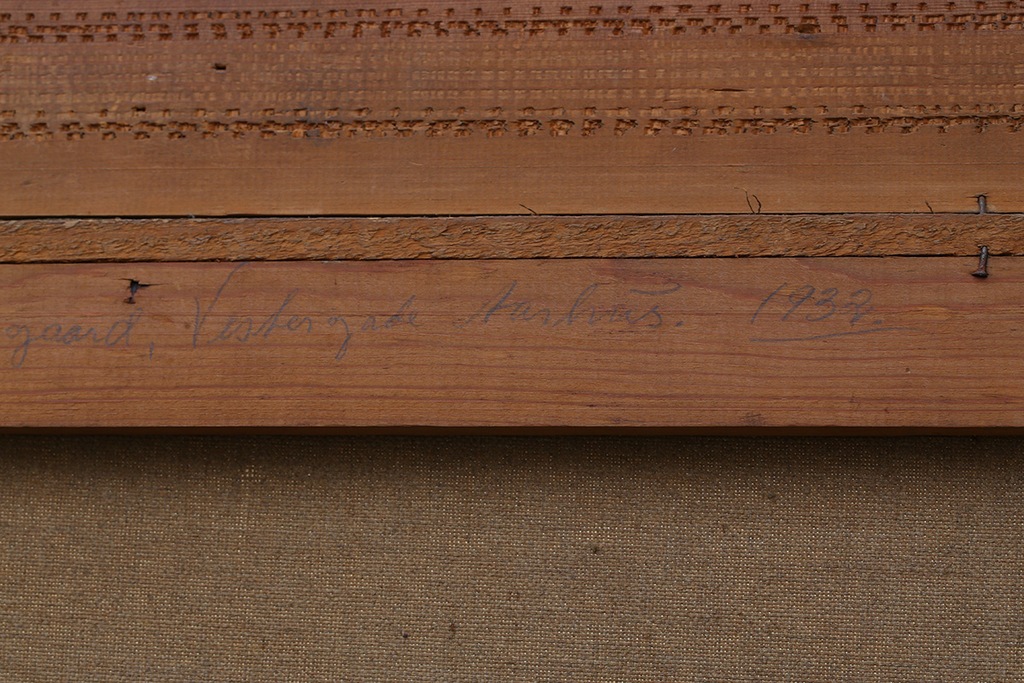 gaard, Vestergade Aarhus. 1932.